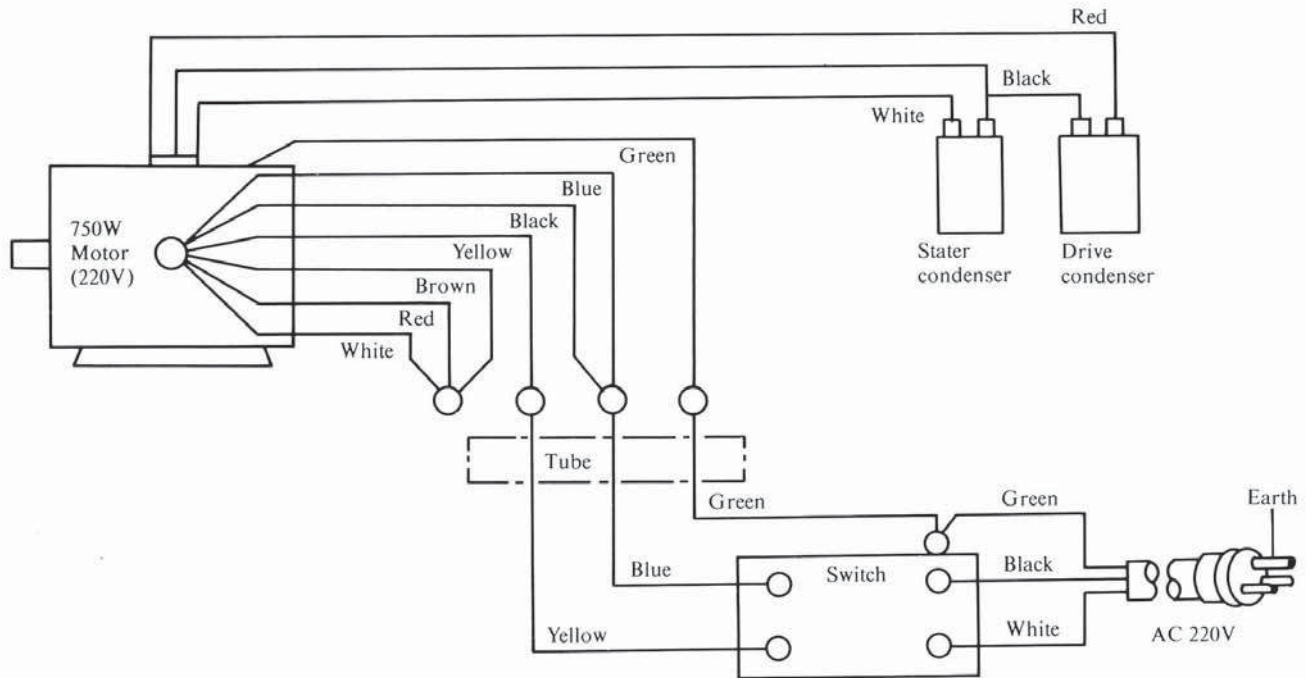 Red
Black
White
Green
Blue
Black
Yellow
Brown
Red
White
750W
Motor
(220V)
Stater
condenser
Drive
condenser
Tube
Green
Green
Earth
Blue
Switch
Black
Yellow
White
AC 220V